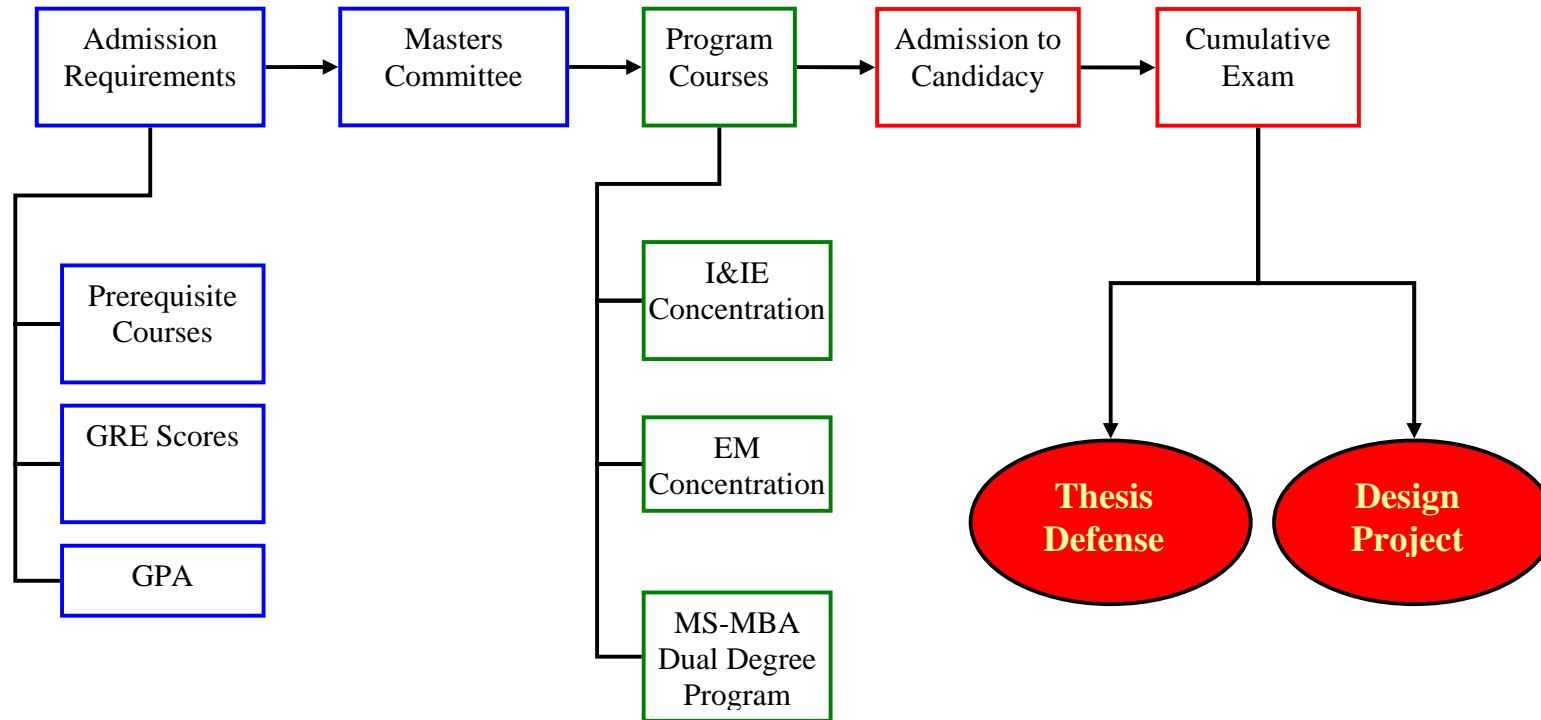 Admission
Requirements
Masters
Committee
Program
Courses
Admission to
Candidacy
Cumulative
Exam
Prerequisite
Courses
GRE Scores
GPA
I&IE
Concentration
EM
Concentration
MS-MBA
Dual Degree
Program
Thesis
Defense
Design
Project